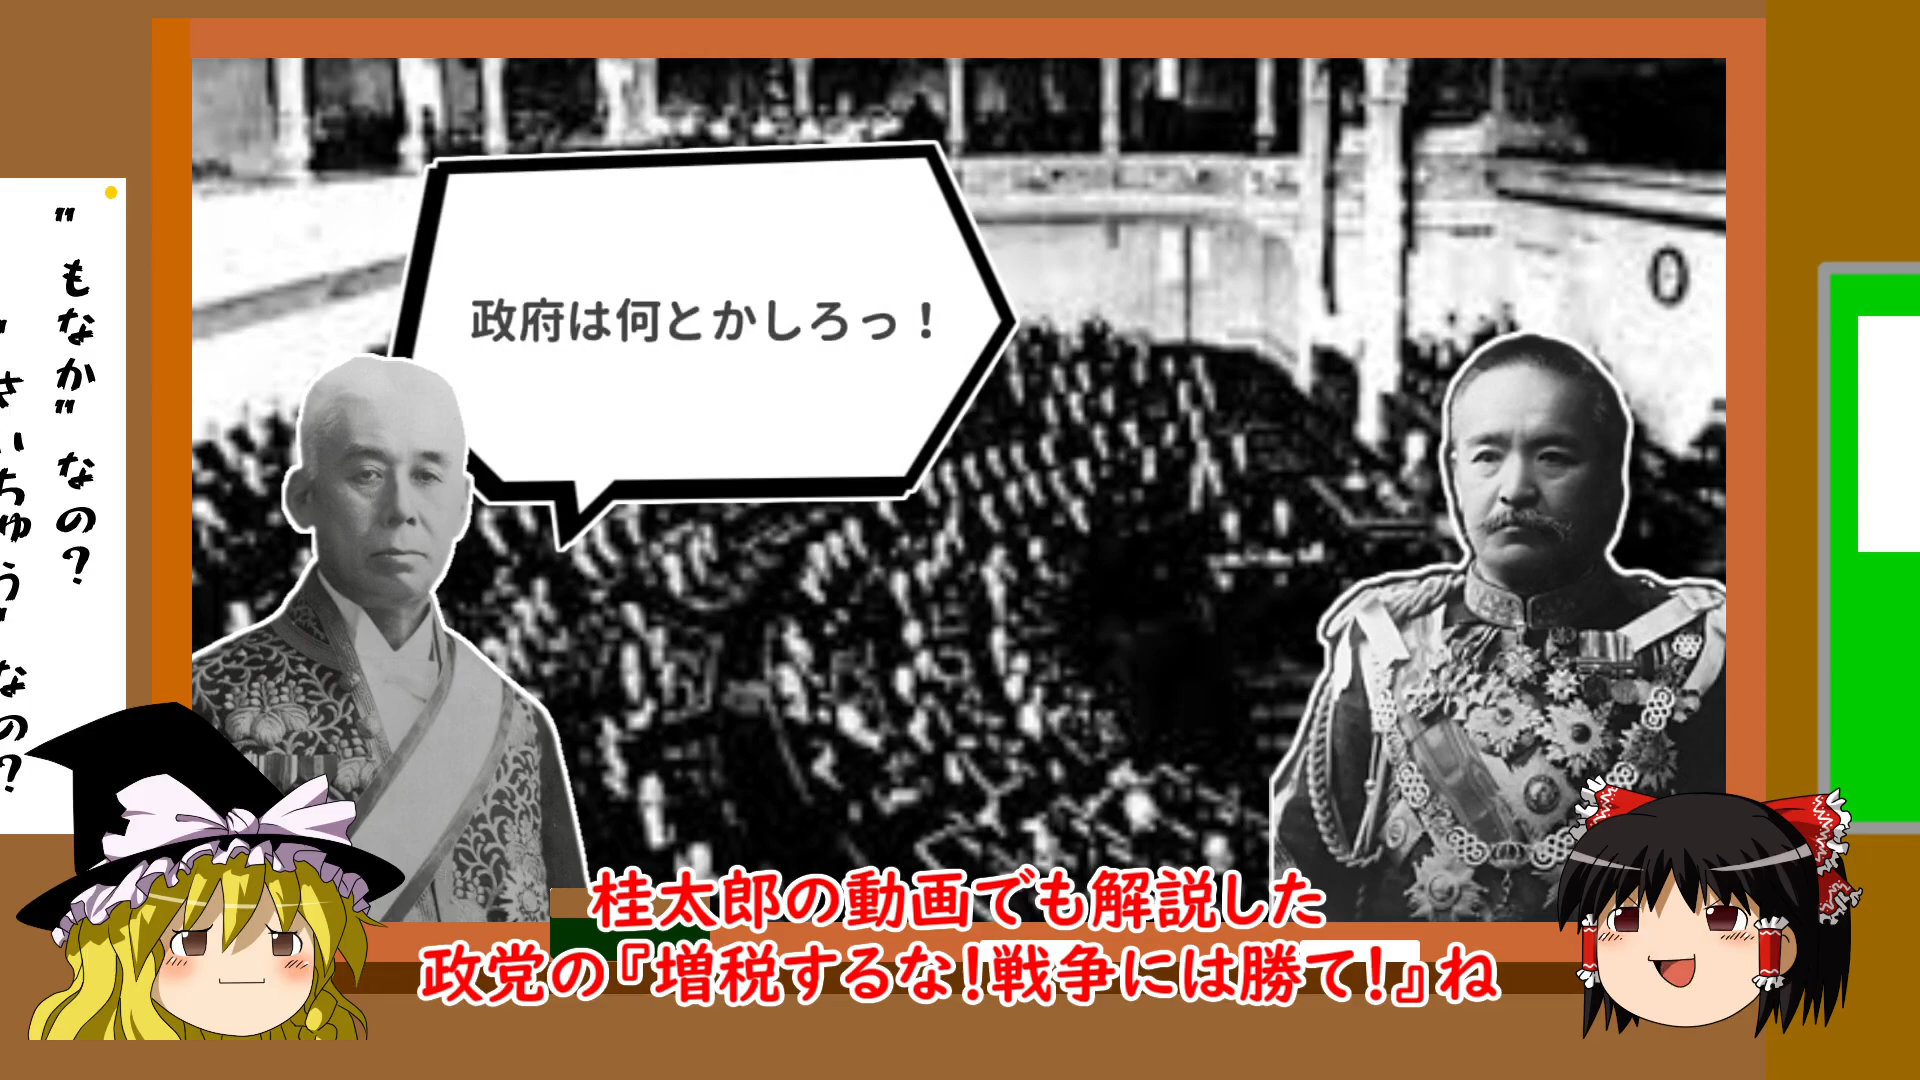 " もなか" なの?
" さいちゅう" なの?
政府は何とかしろっ!
0
桂太郎の動画でも解説した
政党の『増税するな!戦争には勝て!』ね